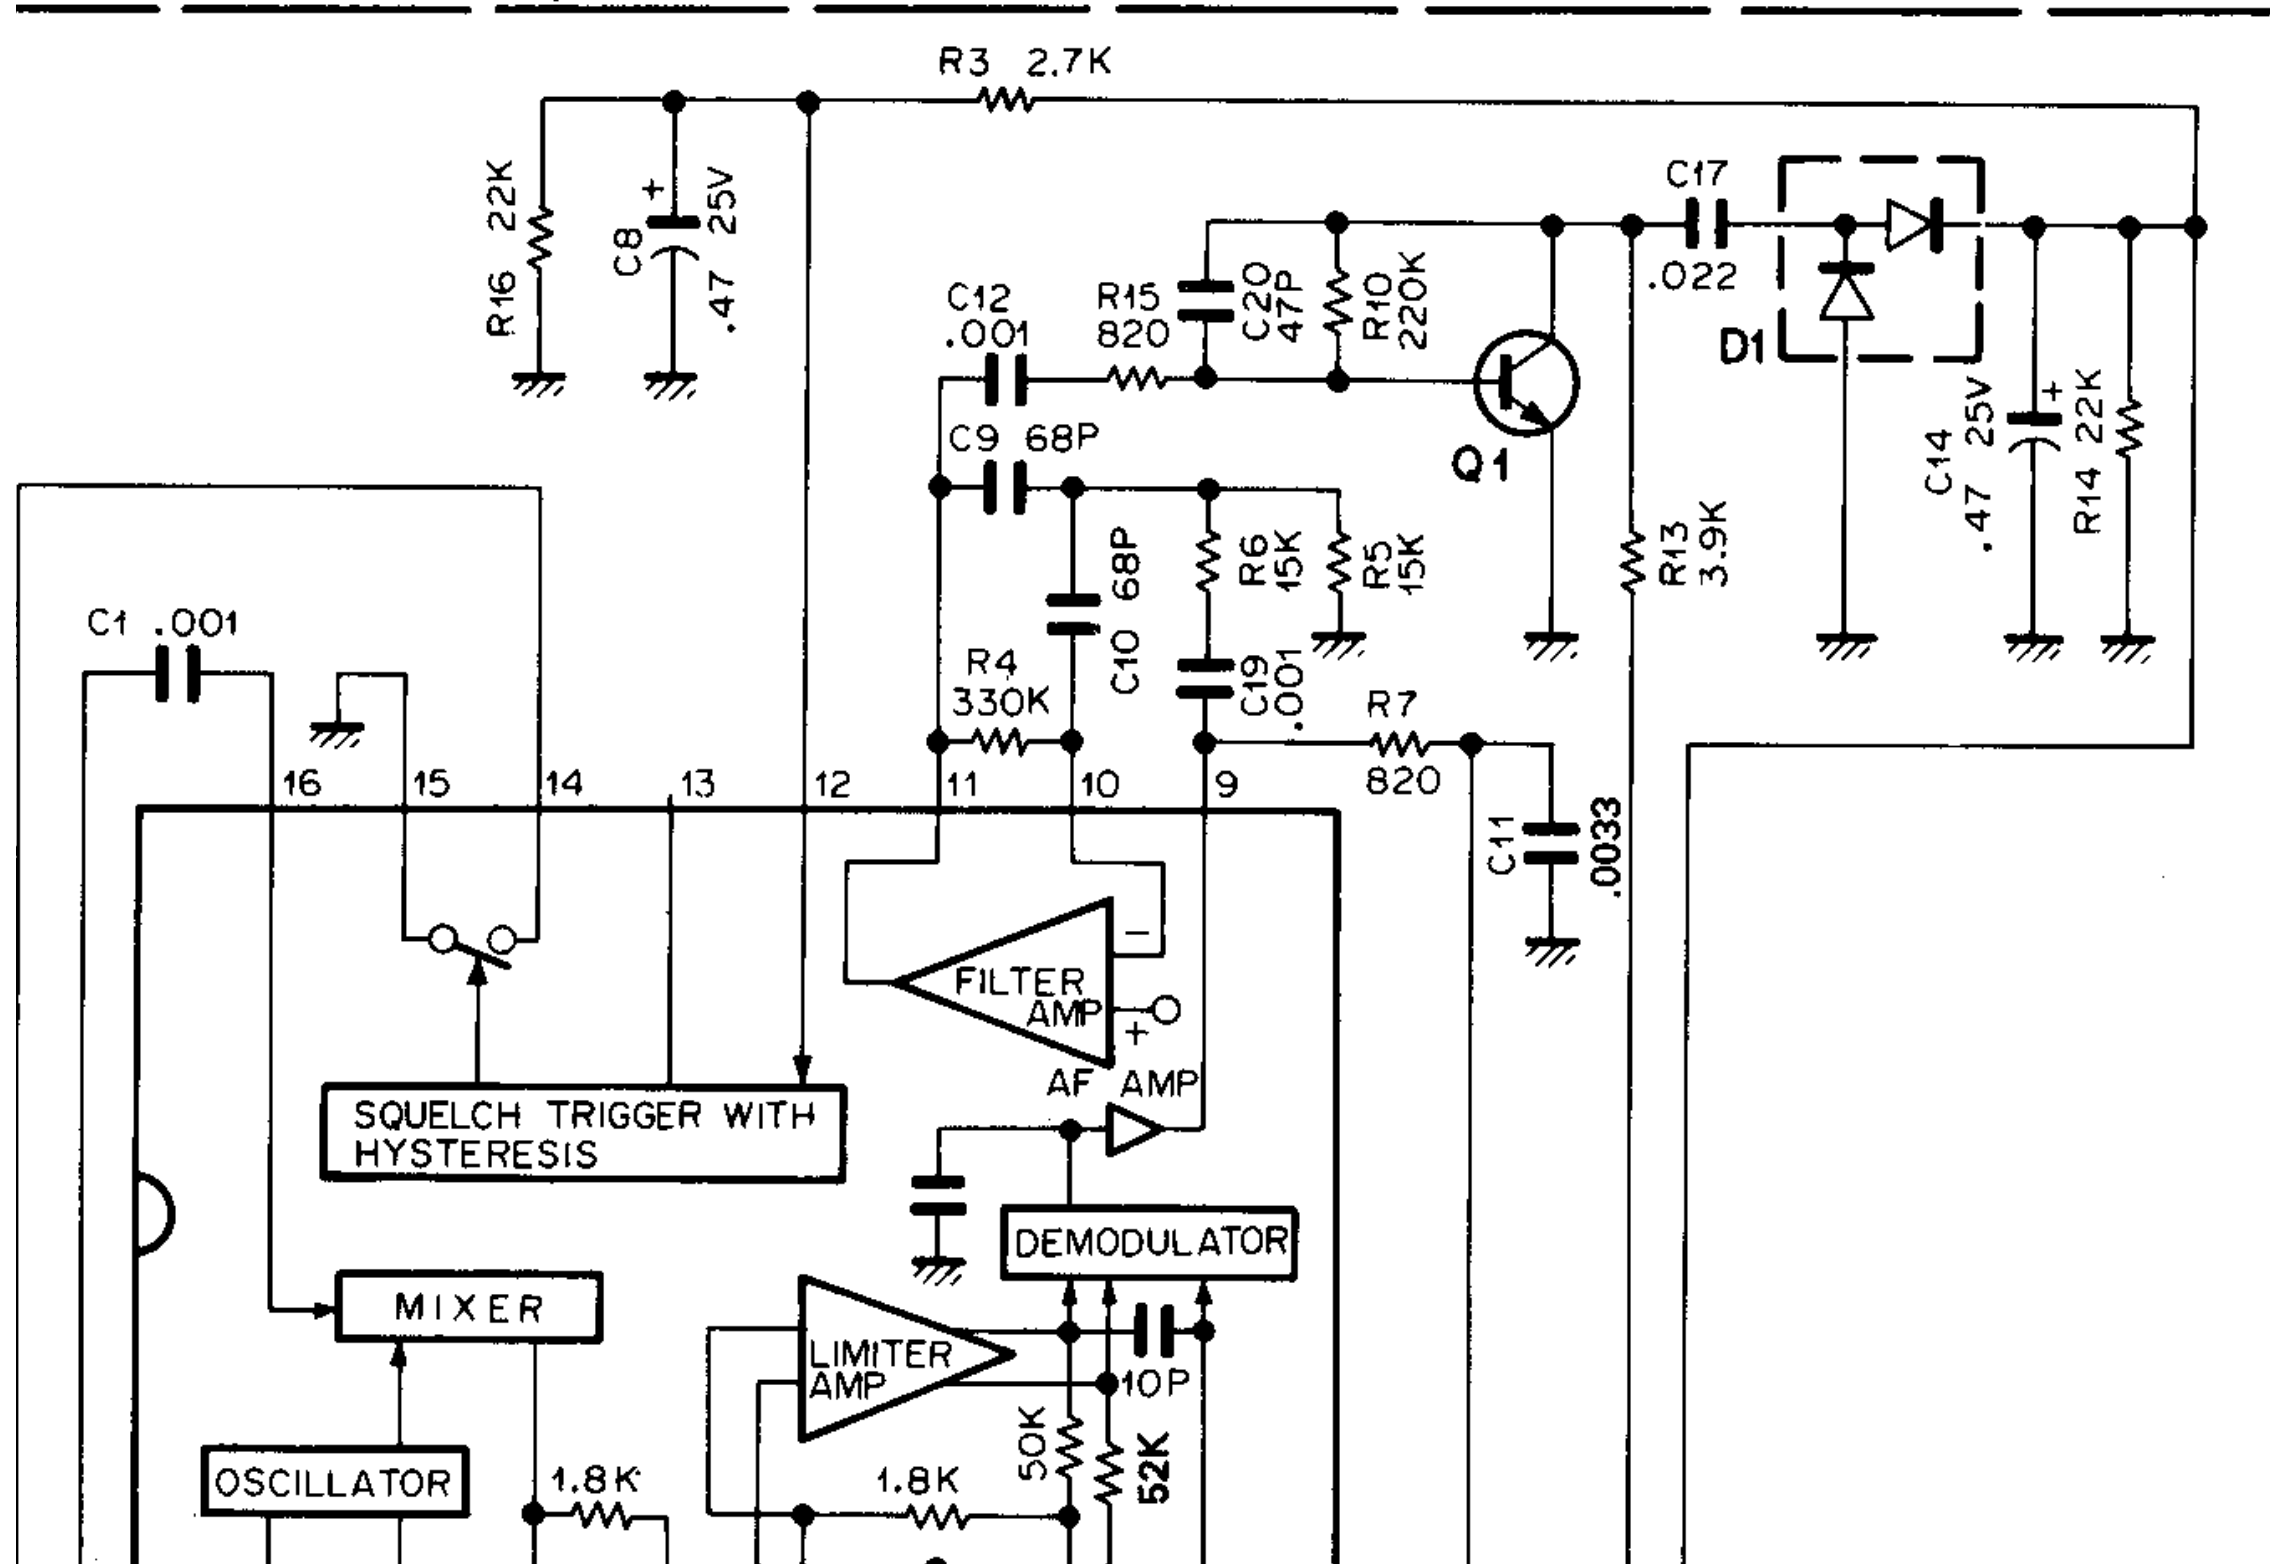 R3 2.7K
R16 22K
C8
+
.47 25V
C12
.001
R15
820
C20
47P
R10
220K
C17
.022
D1
Q1
C14
.47 25V
+
R14 22K
R13
3.9K
C9 68P
C10 68P
R6
15K
R5
15K
C19
.001
R4
330K
R7
820
C11
.0033
C1 .001
16
15
14
13
12
11
10
9
FILTER
AMP
−
+
AF AMP
SQUELCH TRIGGER WITH
HYSTERESIS
DEMODULATOR
MIXER
LIMITER
AMP
10P
50K
52K
OSCILLATOR
1.8K
1.8K